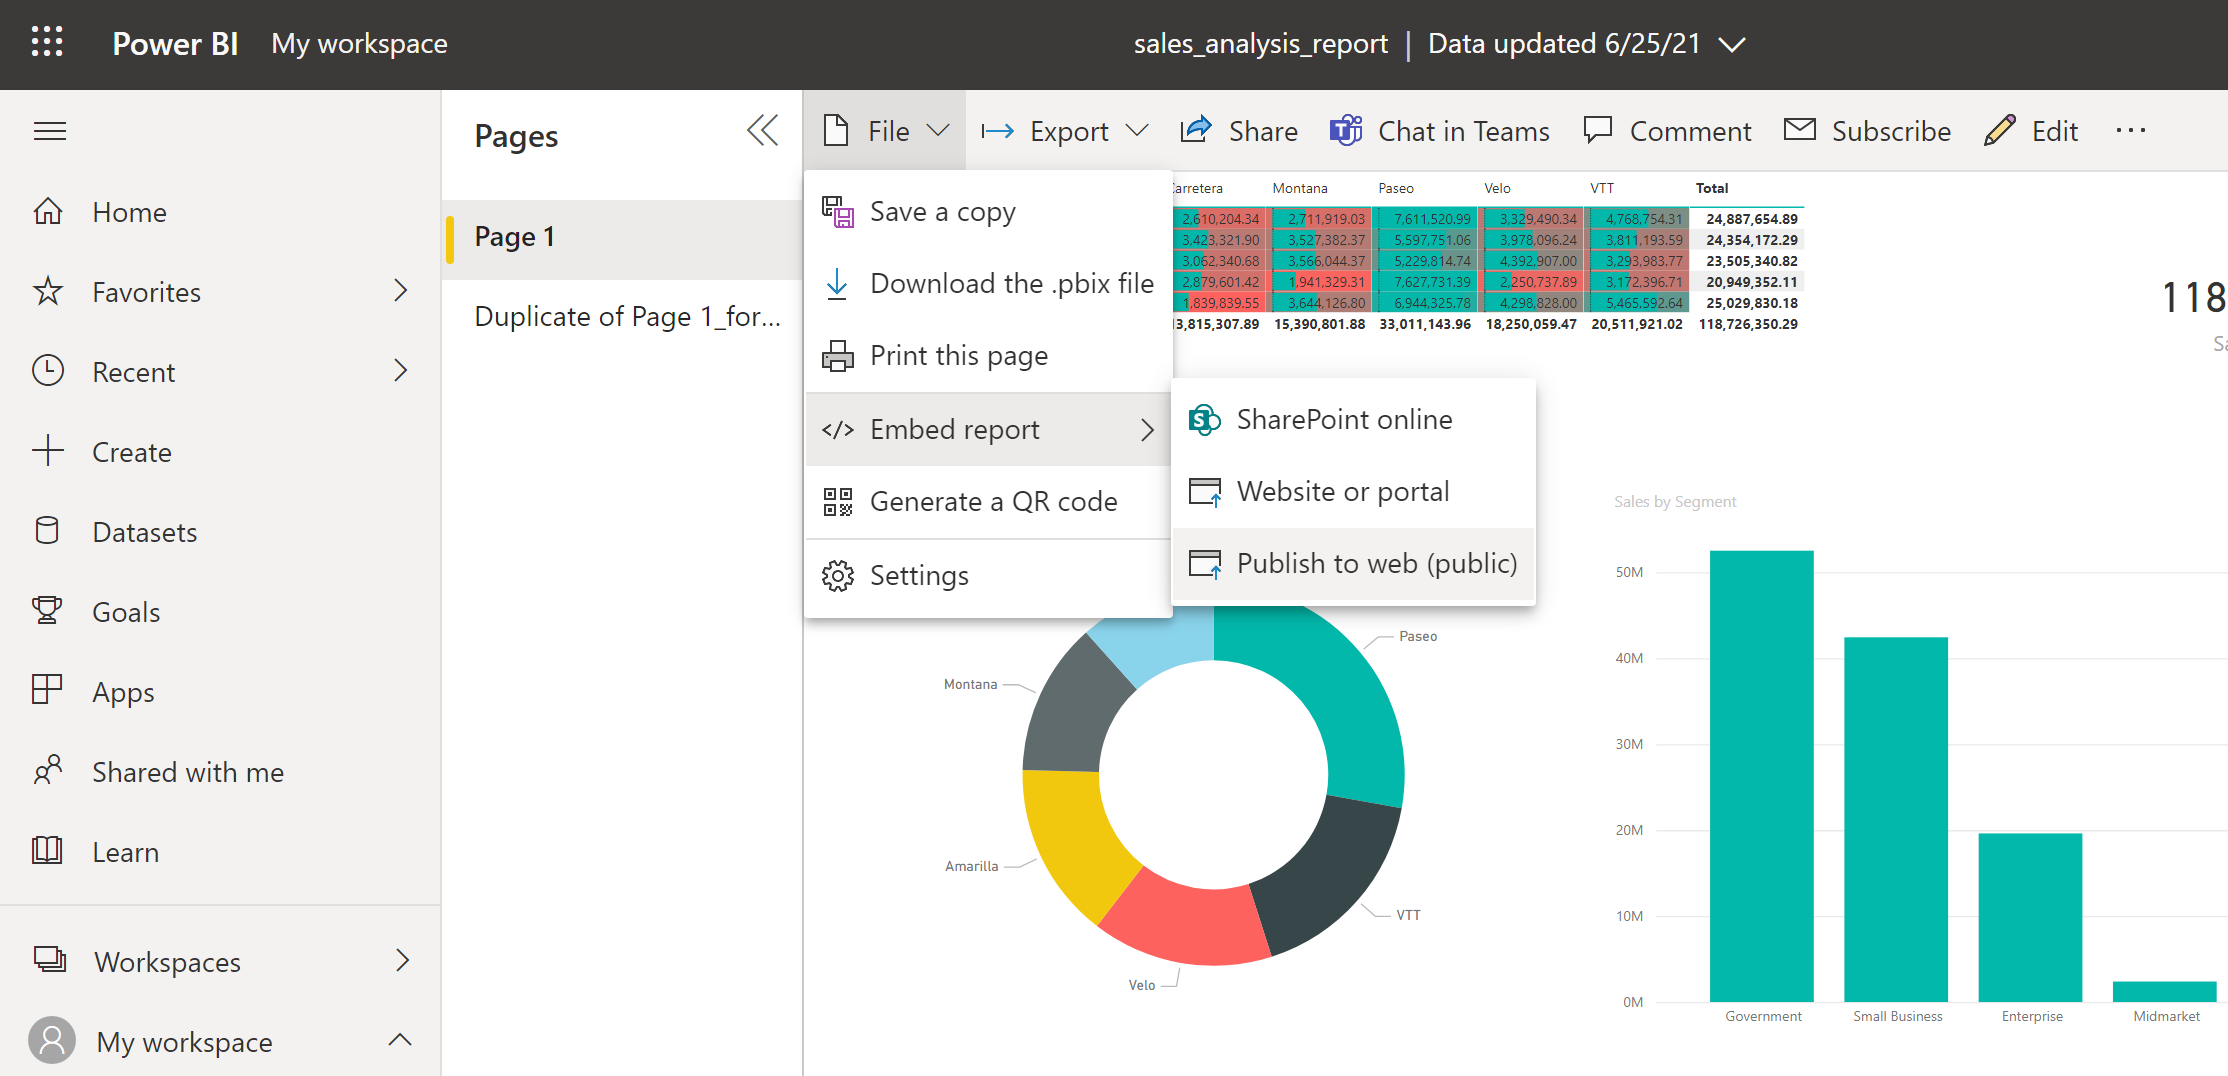 Power BI My workspace
sales_analysis_report | Data updated 6/25/21
Home
Favorites
Recent
Create
Datasets
Goals
Apps
Shared with me
Learn
Workspaces
My workspace
Pages
Page 1
Duplicate of Page 1_for...
File Export Share Chat in Teams Comment Subscribe Edit ...
Save a copy
Download the .pbix file
Print this page
Embed report
Generate a QR code
Settings
SharePoint online
Website or portal
Publish to web (public)
Carretera Montana Paseo Velo VTT Total
2,610,204.34 2,711,919.03 7,611,520.99 3,329,490.34 4,768,754.31 24,887,654.89
3,423,321.90 3,527,382.37 5,597,751.06 3,978,096.24 3,811,193.59 24,354,172.29
3,062,340.68 3,566,044.37 5,229,814.74 4,392,907.00 3,293,983.77 23,505,340.82
2,879,601.42 1,941,329.31 7,627,731.39 2,250,737.89 3,172,396.71 20,949,352.11
1,839,839.55 3,644,126.80 6,944,325.78 4,298,828.00 5,465,592.64 25,029,830.18
13,815,307.89 15,390,801.88 33,011,143.96 18,250,059.47 20,511,921.02 118,726,350.29
118
Sa
Paseo
Montana
Amarilla
VTT
Velo
Sales by Segment
50M
40M
30M
20M
10M
0M
Government Small Business Enterprise Midmarket